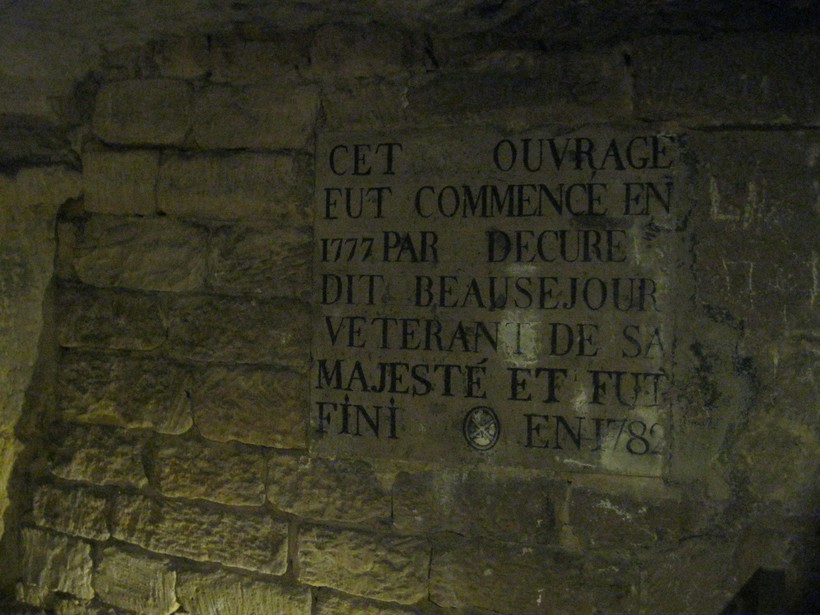 CET OUVRAGE
FUT COMMENCÉ EN
1777 PAR DECURE
DIT BEAUSEJOUR
VETERANT DE SA
MAJESTÉ ET FUT
FINI EN 1782